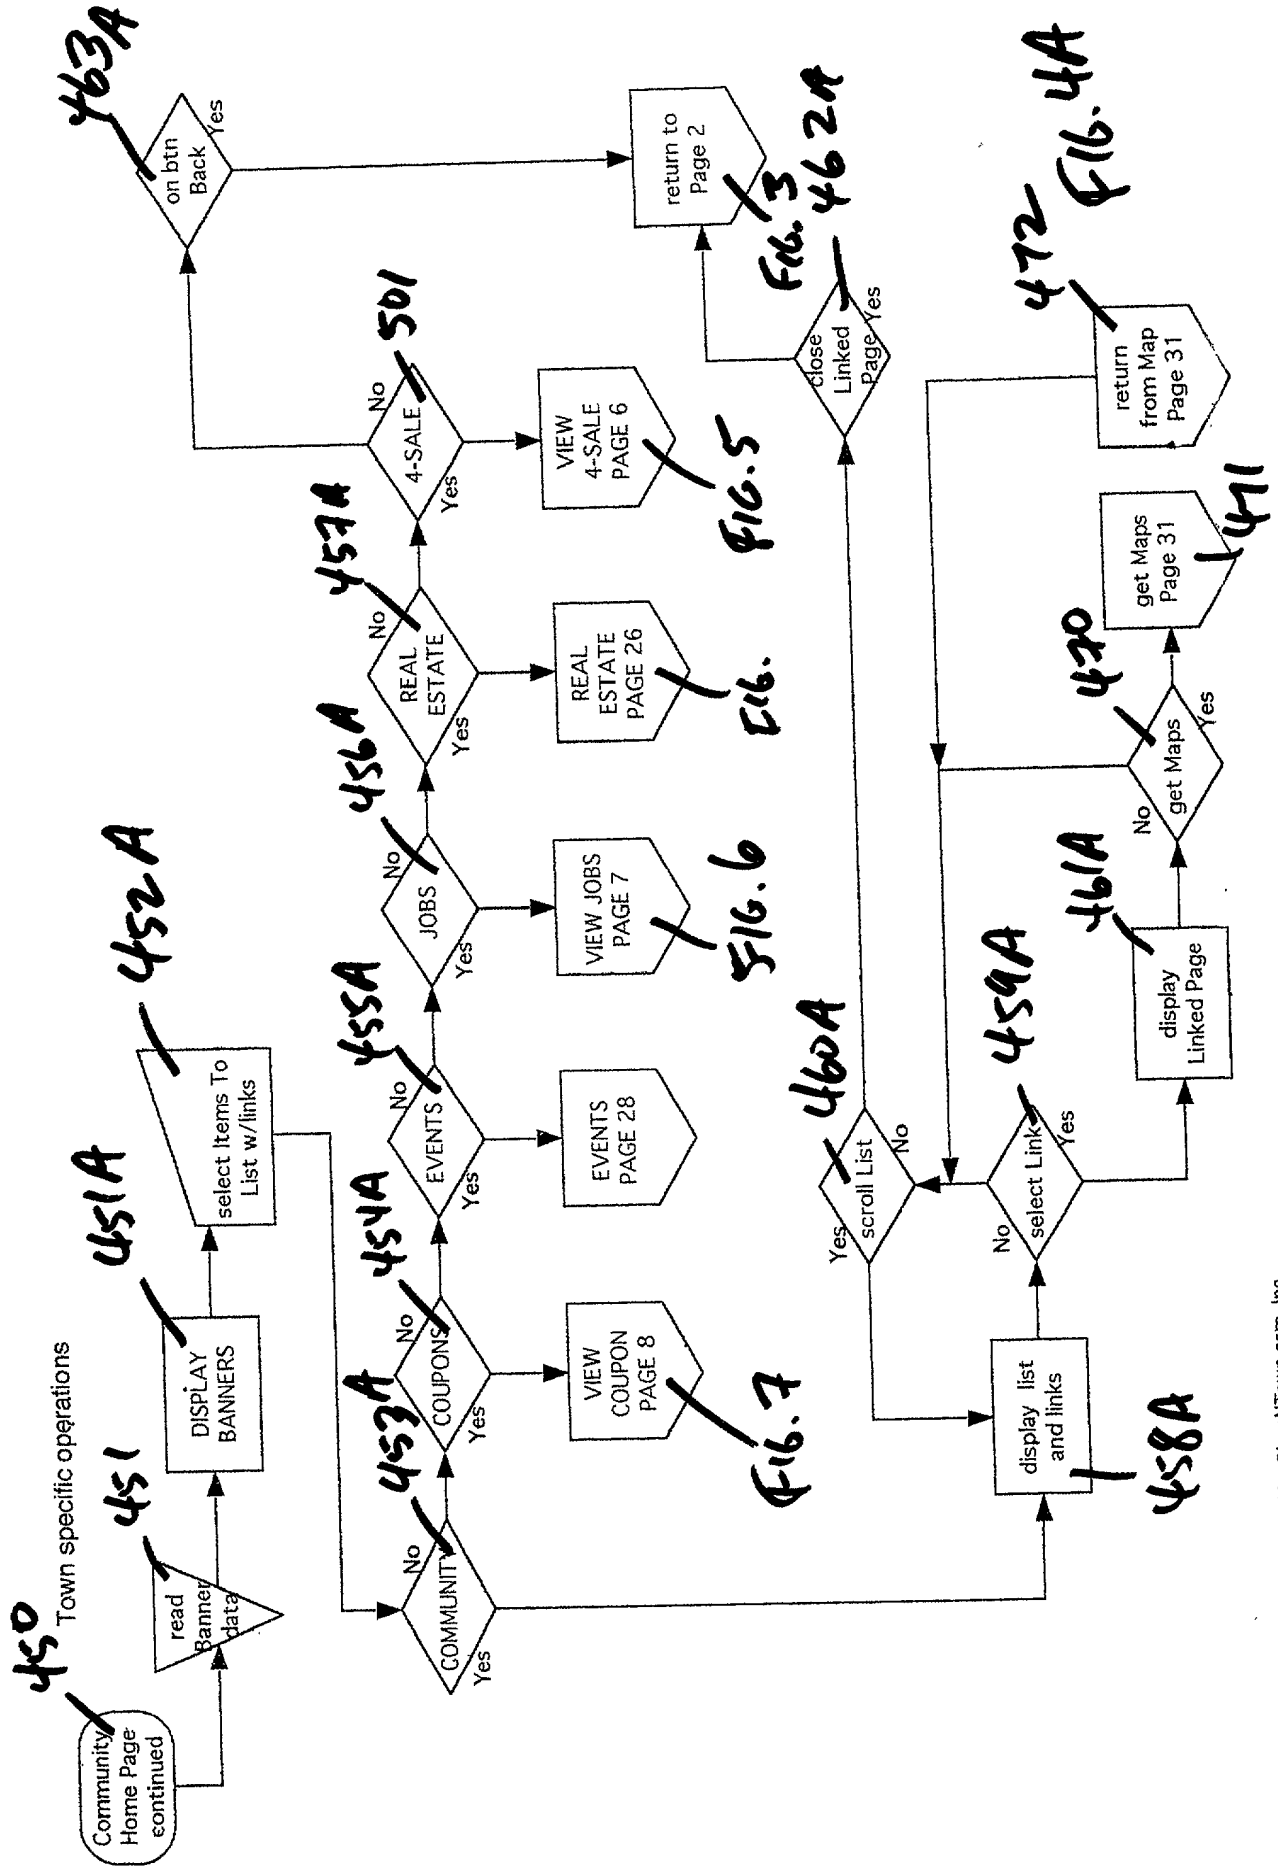 450
Town specific operations
Community
Home Page
continued
451
read
Banner
data
451A
DISPLAY
BANNERS
452A
select Items To
List w/links
453A
COMMUNITY
No
Yes
454A
COUPONS
No
Yes
455A
EVENTS
No
Yes
456A
JOBS
No
Yes
457A
REAL
ESTATE
No
Yes
501
4-SALE
No
Yes
463A
on btn
Back
Yes
VIEW
COUPON
PAGE 8
FIG. 7
EVENTS
PAGE 28
VIEW JOBS
PAGE 7
FIG. 6
REAL
ESTATE
PAGE 26
FIG.
VIEW
4-SALE
PAGE 6
FIG. 5
return to
Page 2
FIG. 3
462A
close
Linked
Page
Yes
460A
scroll List
Yes
No
display list
and links
458A
459A
select Link
No
Yes
461A
display
Linked Page
470
get Maps
No
Yes
get Maps
Page 31
471
472
return
from Map
Page 31
FIG. 4A